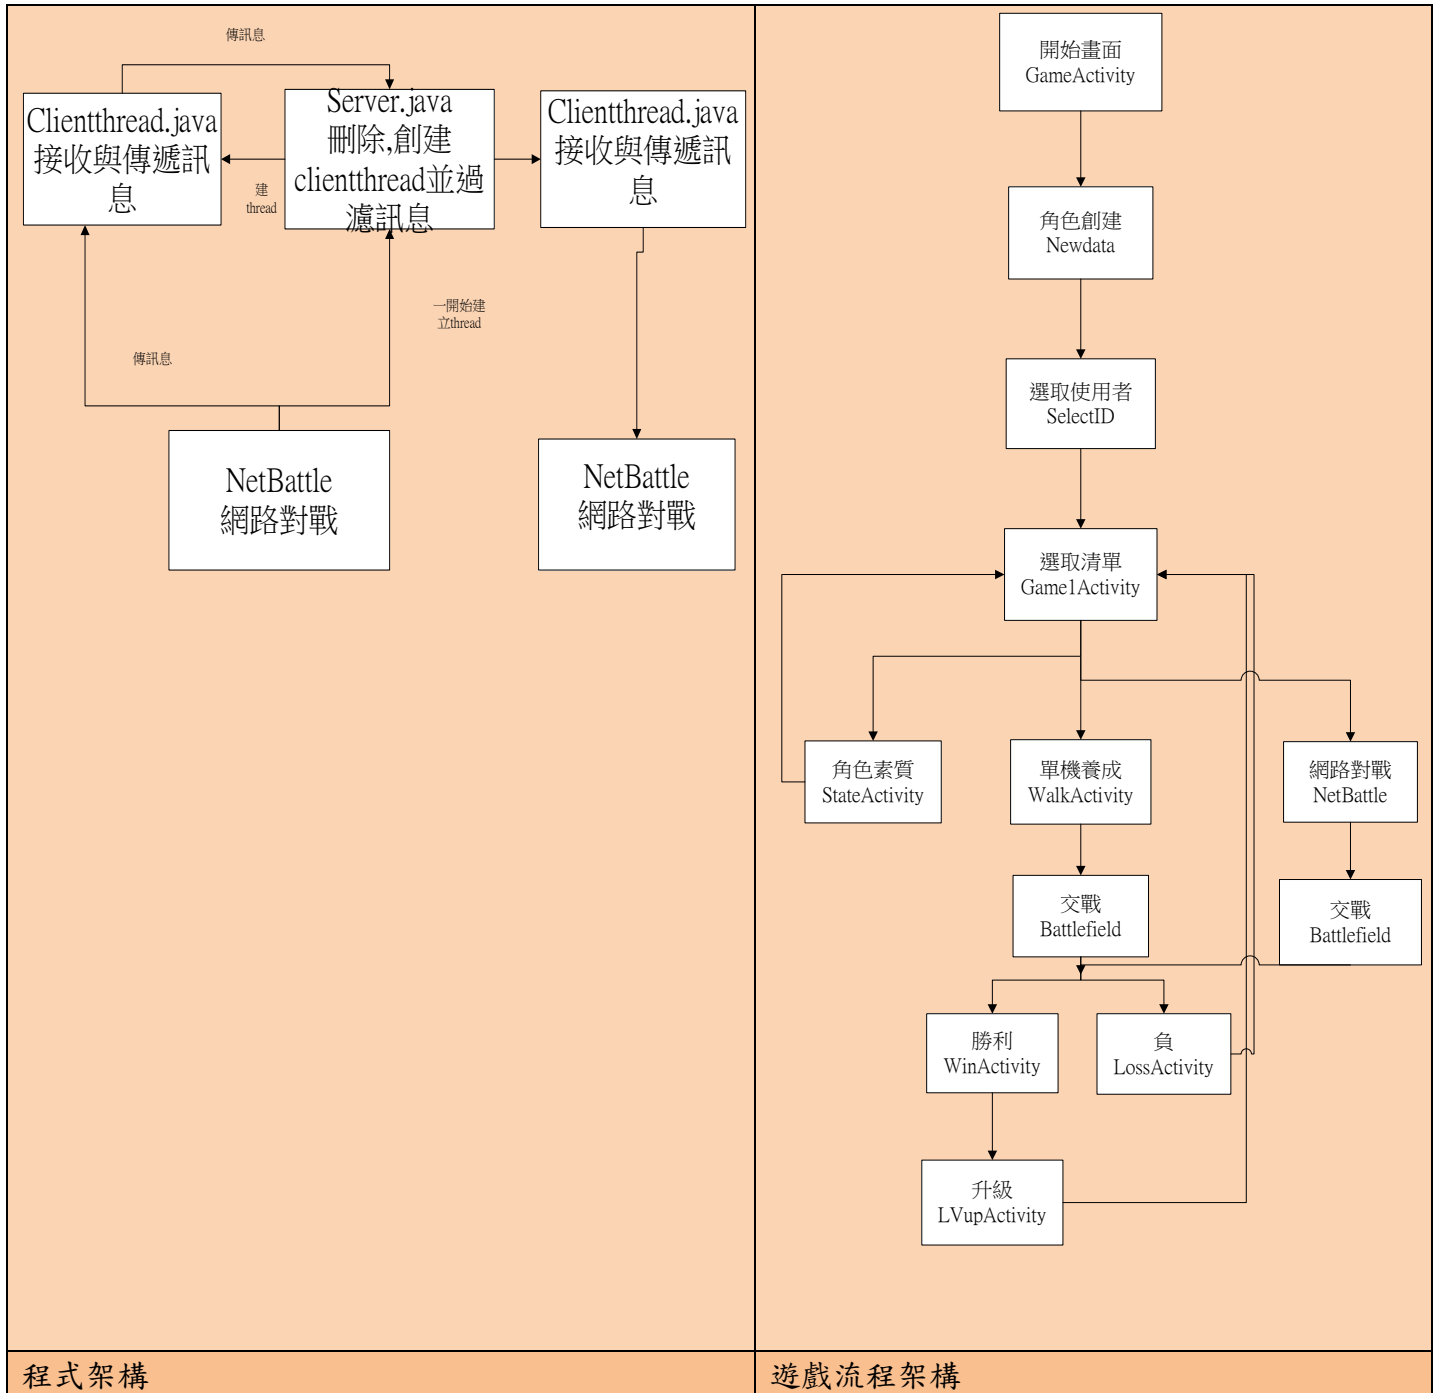 傳訊息
Clientthread.java
接收與傳遞訊
息
Server.java
刪除,創建
clientthread並過
濾訊息
Clientthread.java
接收與傳遞訊
息
建
thread
一開始建
立thread
傳訊息
NetBattle
網路對戰
NetBattle
網路對戰
程式架構
開始畫面
GameActivity
角色創建
Newdata
選取使用者
SelectID
選取清單
Game1Activity
角色素質
StateActivity
單機養成
WalkActivity
網路對戰
NetBattle
交戰
Battlefield
交戰
Battlefield
勝利
WinActivity
負
LossActivity
升級
LVupActivity
遊戲流程架構